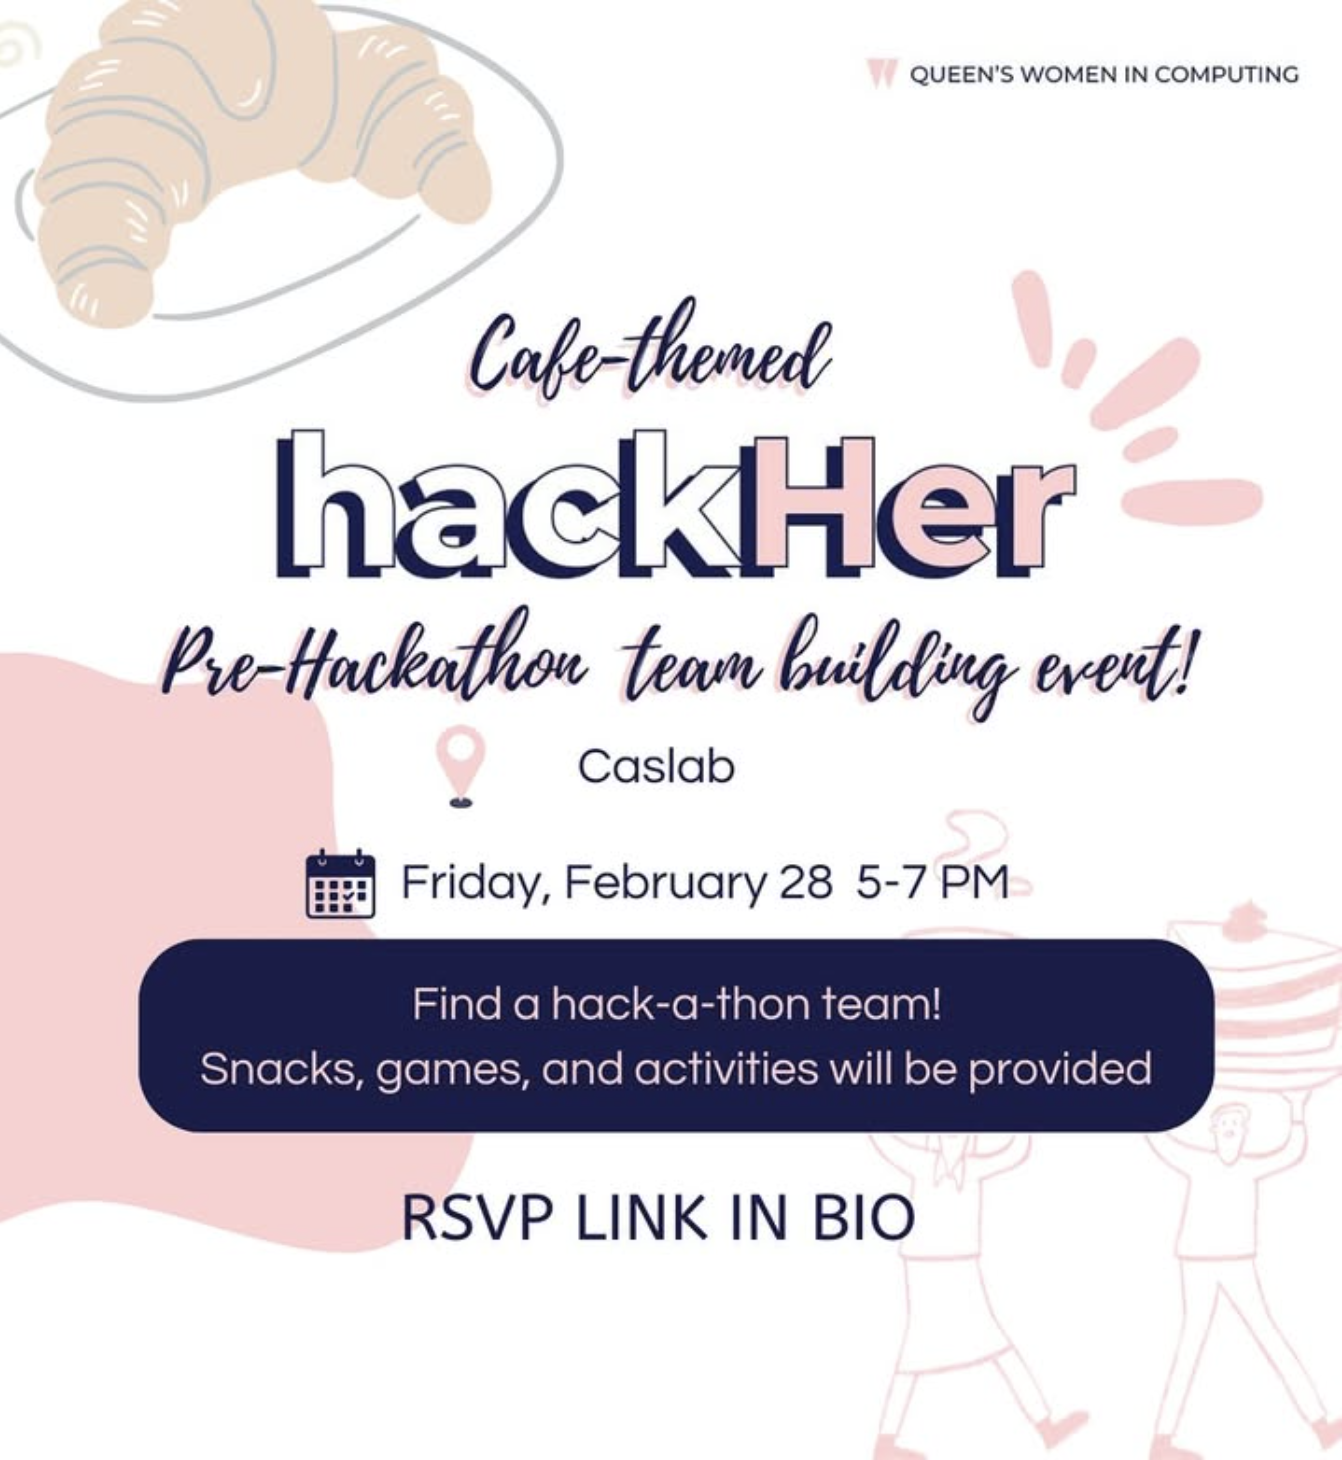 QUEEN'S WOMEN IN COMPUTING
Cafe-themed
hackHer
Pre-Hackathon team building event!
Caslab
Friday, February 28 5-7 PM
Find a hack-a-thon team!
Snacks, games, and activities will be provided
RSVP LINK IN BIO